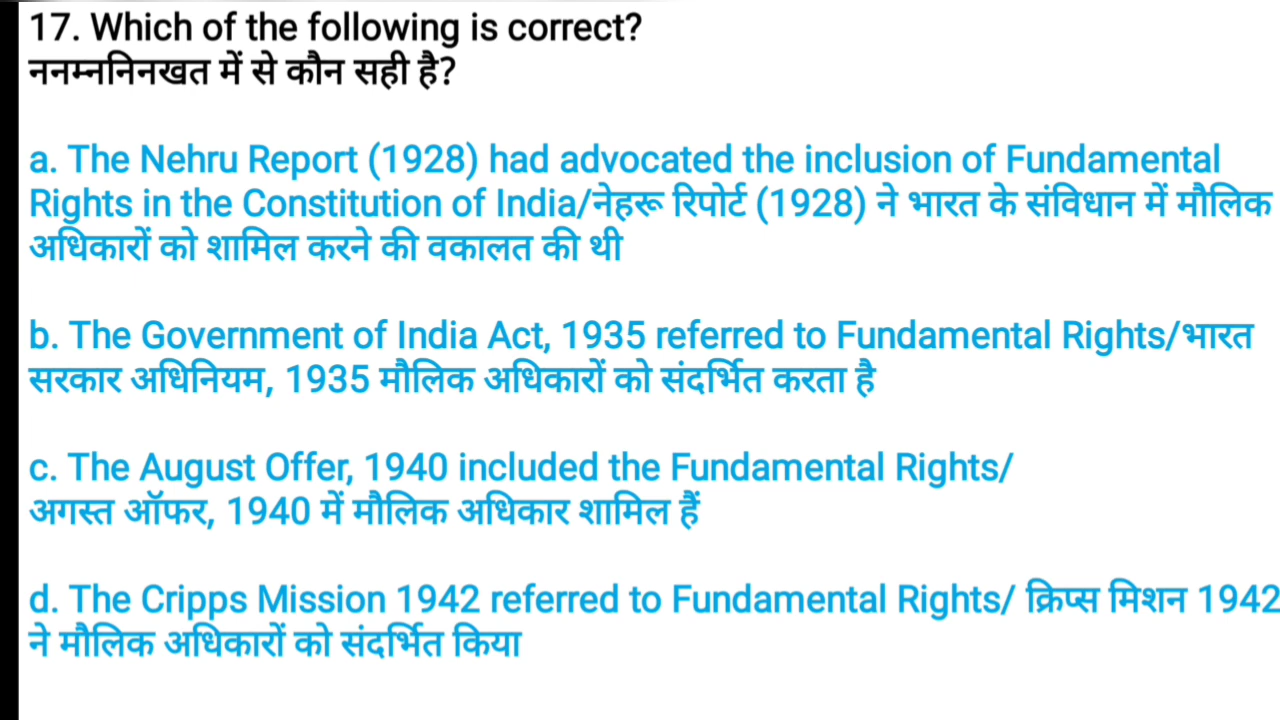 17. Which of the following is correct?
ननम्ननिनखत में से कौन सही है?
a. The Nehru Report (1928) had advocated the inclusion of Fundamental
Rights in the Constitution of India/नेहरू रिपोर्ट (1928) ने भारत के संविधान में मौलिक
अधिकारों को शामिल करने की वकालत की थी
b. The Government of India Act, 1935 referred to Fundamental Rights/भारत
सरकार अधिनियम, 1935 मौलिक अधिकारों को संदर्भित करता है
c. The August Offer, 1940 included the Fundamental Rights/
अगस्त ऑफर, 1940 में मौलिक अधिकार शामिल हैं
d. The Cripps Mission 1942 referred to Fundamental Rights/ क्रिप्स मिशन 1942
ने मौलिक अधिकारों को संदर्भित किया